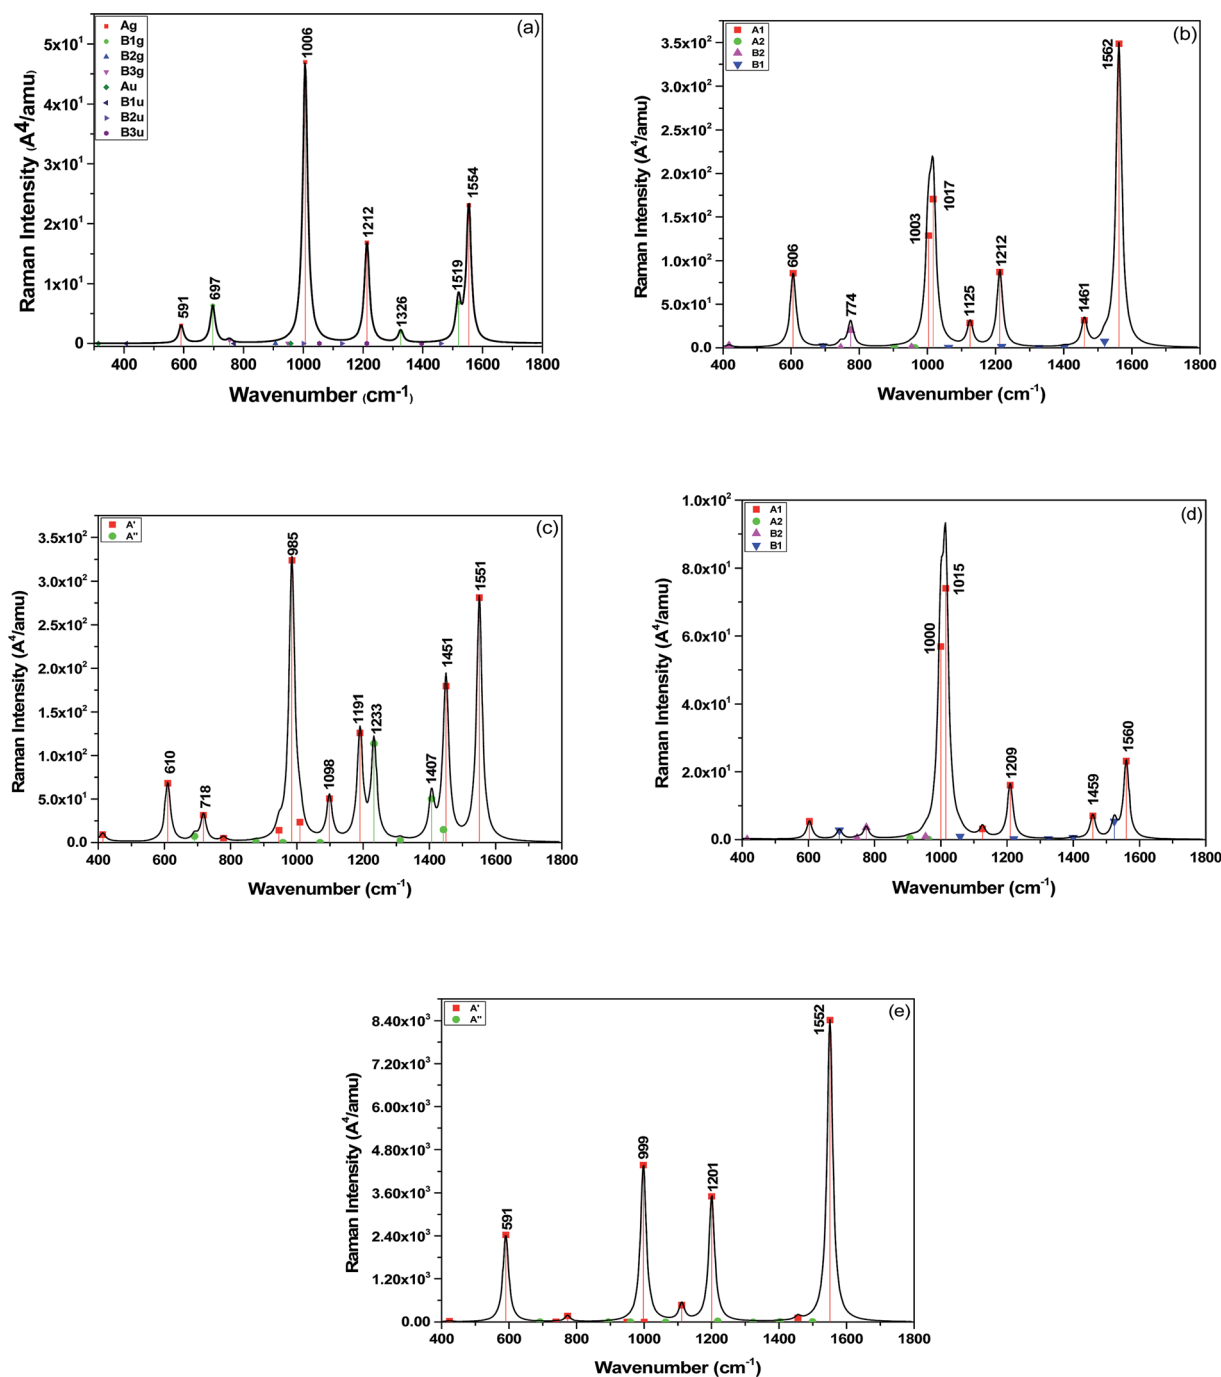 (a)
Ag
B1g
B2g
B3g
Au
B1u
B2u
B3u
5x10¹
4x10¹
3x10¹
2x10¹
1x10¹
0
Raman Intensity (A⁴/amu)
591
697
1006
1212
1326
1519
1554
400 600 800 1000 1200 1400 1600 1800
Wavenumber (cm⁻¹)
(b)
A1
A2
B2
B1
3.5x10²
3.0x10²
2.5x10²
2.0x10²
1.5x10²
1.0x10²
5.0x10¹
0.0
Raman Intensity (A⁴/amu)
606
774
1003
1017
1125
1212
1461
1562
400 600 800 1000 1200 1400 1600 1800
Wavenumber (cm⁻¹)
(c)
A'
A''
3.5x10²
3.0x10²
2.5x10²
2.0x10²
1.5x10²
1.0x10²
5.0x10¹
0.0
Raman Intensity (A⁴/amu)
610
718
985
1098
1191
1233
1407
1451
1551
400 600 800 1000 1200 1400 1600 1800
Wavenumber (cm⁻¹)
(d)
A1
A2
B2
B1
1.0x10²
8.0x10¹
6.0x10¹
4.0x10¹
2.0x10¹
0.0
Raman Intensity (A⁴/amu)
1000
1015
1209
1459
1560
400 600 800 1000 1200 1400 1600 1800
Wavenumber (cm⁻¹)
(e)
A'
A''
8.40x10³
7.20x10³
6.00x10³
4.80x10³
3.60x10³
2.40x10³
1.20x10³
0.00
Raman Intensity (A⁴/amu)
591
999
1201
1552
400 600 800 1000 1200 1400 1600 1800
Wavenumber (cm⁻¹)